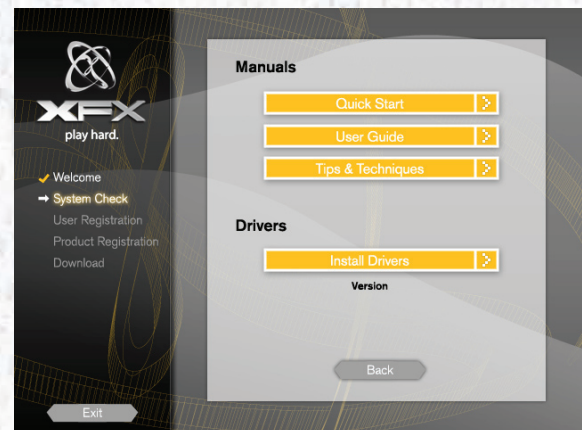 XFX
play hard.
Welcome
System Check
User Registration
Product Registration
Download
Exit
Manuals
Quick Start
User Guide
Tips & Techniques
Drivers
Install Drivers
Version
Back